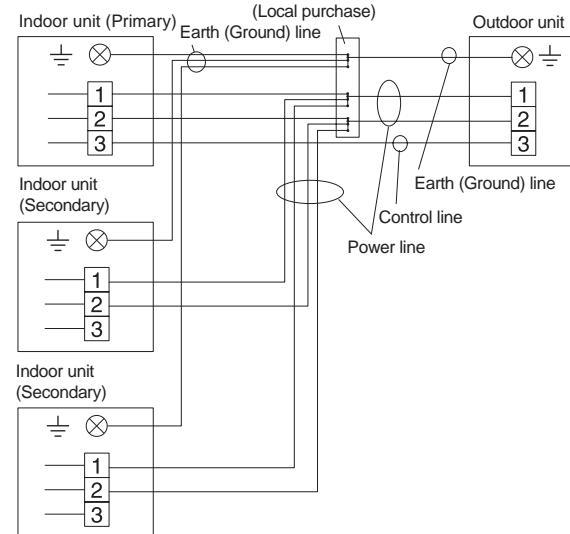 (Local purchase)
Indoor unit (Primary)
Outdoor unit
Earth (Ground) line
1
2
3
1
2
3
Earth (Ground) line
Control line
Power line
Indoor unit
(Secondary)
1
2
3
Indoor unit
(Secondary)
1
2
3